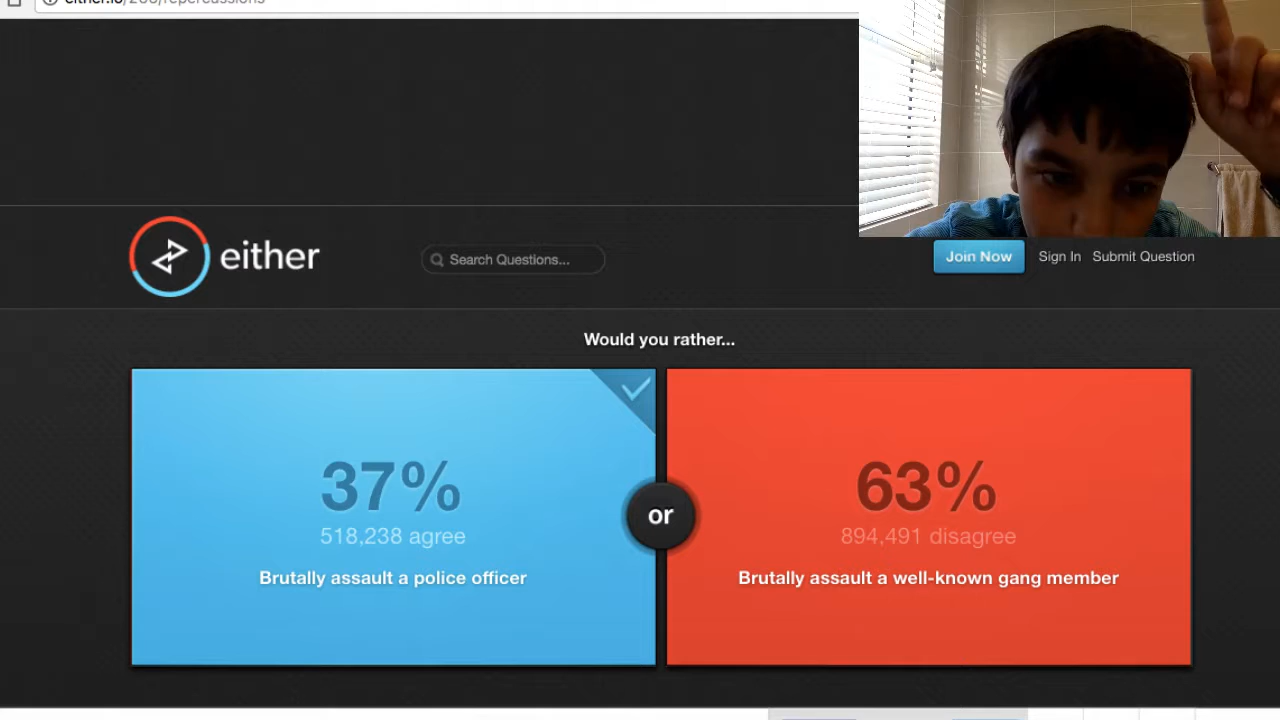 either
Search Questions...
Join Now
Sign In
Submit Question
Would you rather...
37%
518,238 agree
Brutally assault a police officer
or
63%
894,491 disagree
Brutally assault a well-known gang member